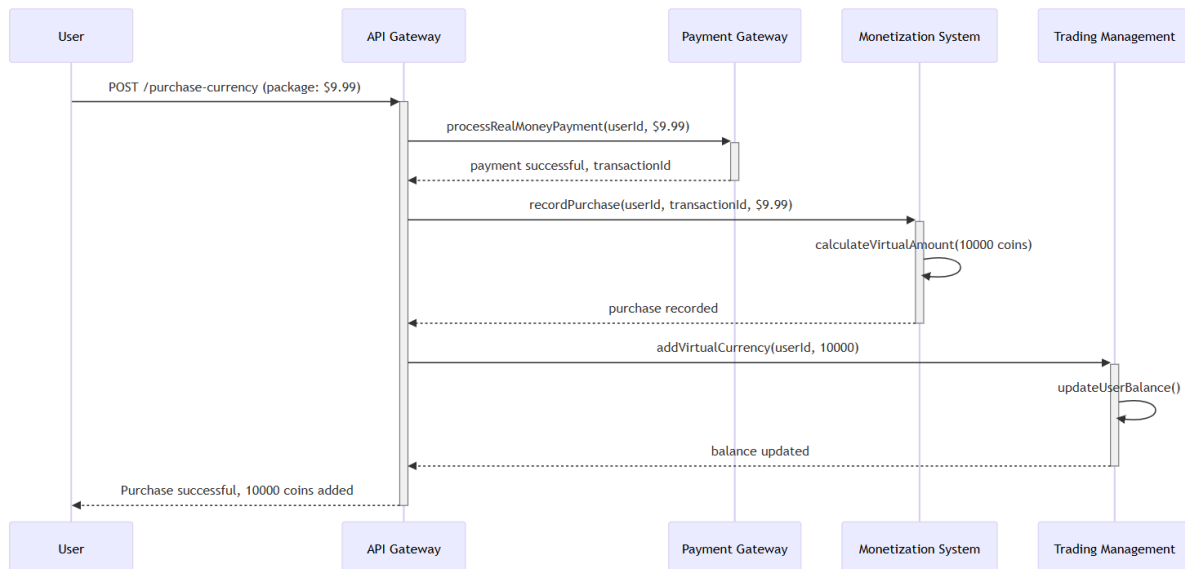 User
API Gateway
Payment Gateway
Monetization System
Trading Management
POST /purchase-currency (package: $9.99)
processRealMoneyPayment(userId, $9.99)
payment successful, transactionId
recordPurchase(userId, transactionId, $9.99)
calculateVirtualAmount(10000 coins)
purchase recorded
addVirtualCurrency(userId, 10000)
updateUserBalance()
balance updated
Purchase successful, 10000 coins added
User
API Gateway
Payment Gateway
Monetization System
Trading Management